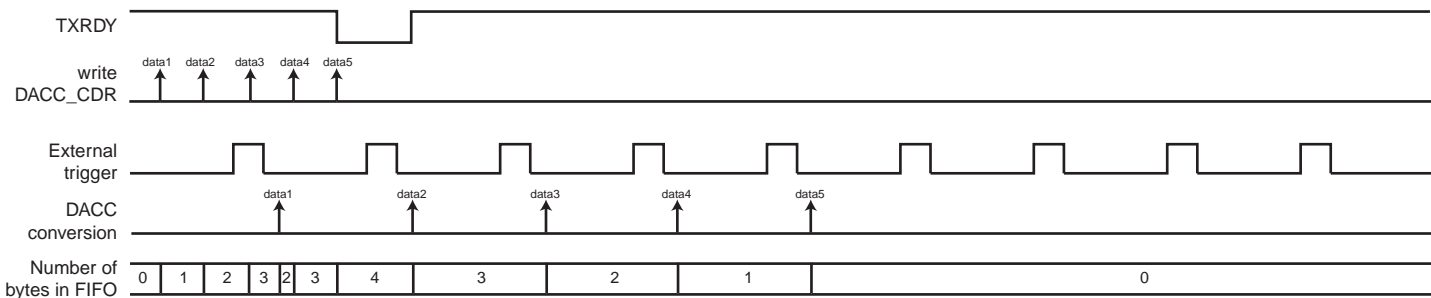 TXRDY
data1 data2 data3 data4 data5
write
DACC_CDR
External
trigger
data1 data2 data3 data4 data5
DACC
conversion
Number of
bytes in FIFO
0 1 2 3 2 3 4 3 2 1 0